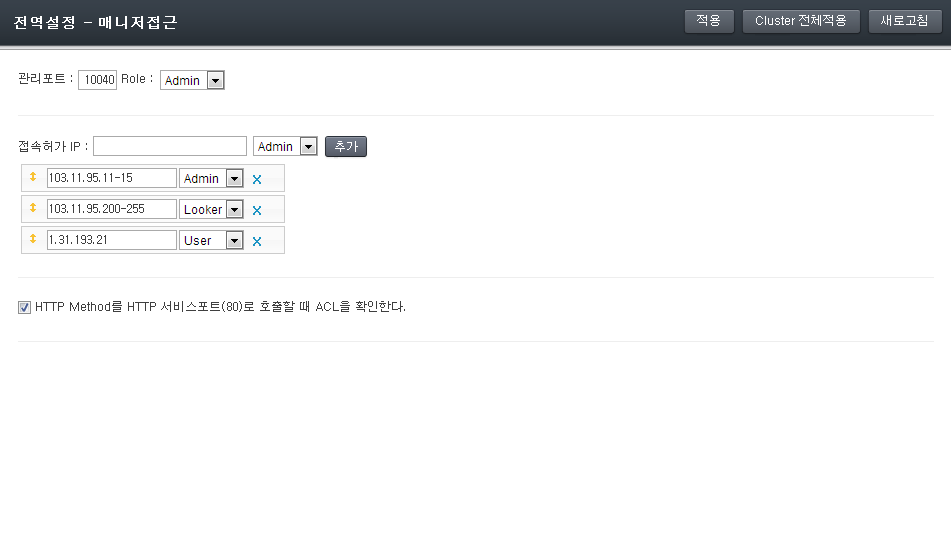 전역설정 - 매니저접근 적용 Cluster 전체적용 새로고침
관리포트 : 10040 Role : Admin
접속허가 IP : Admin 추가
103.11.95.11-15 Admin
103.11.95.200-255 Looker
1.31.193.21 User
HTTP Method를 HTTP 서비스포트(80)로 호출할 때 ACL을 확인한다.